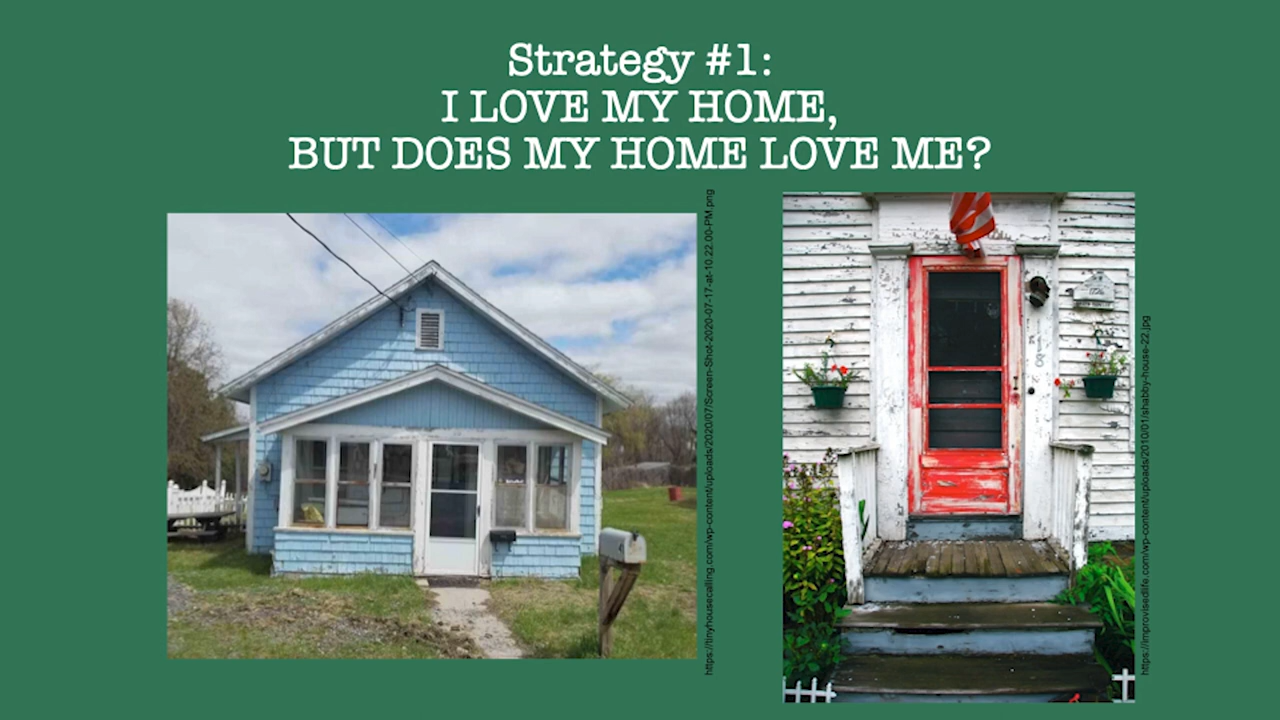 Strategy #1:
I LOVE MY HOME,
BUT DOES MY HOME LOVE ME?
https://tinyhousecalling.com/wp-content/uploads/2020/07/Screen-Shot-2020-07-17-at-10.22.00-PM.png
https://improvisedlife.com/wp-content/uploads/2010/01/shabby-house-22.jpg